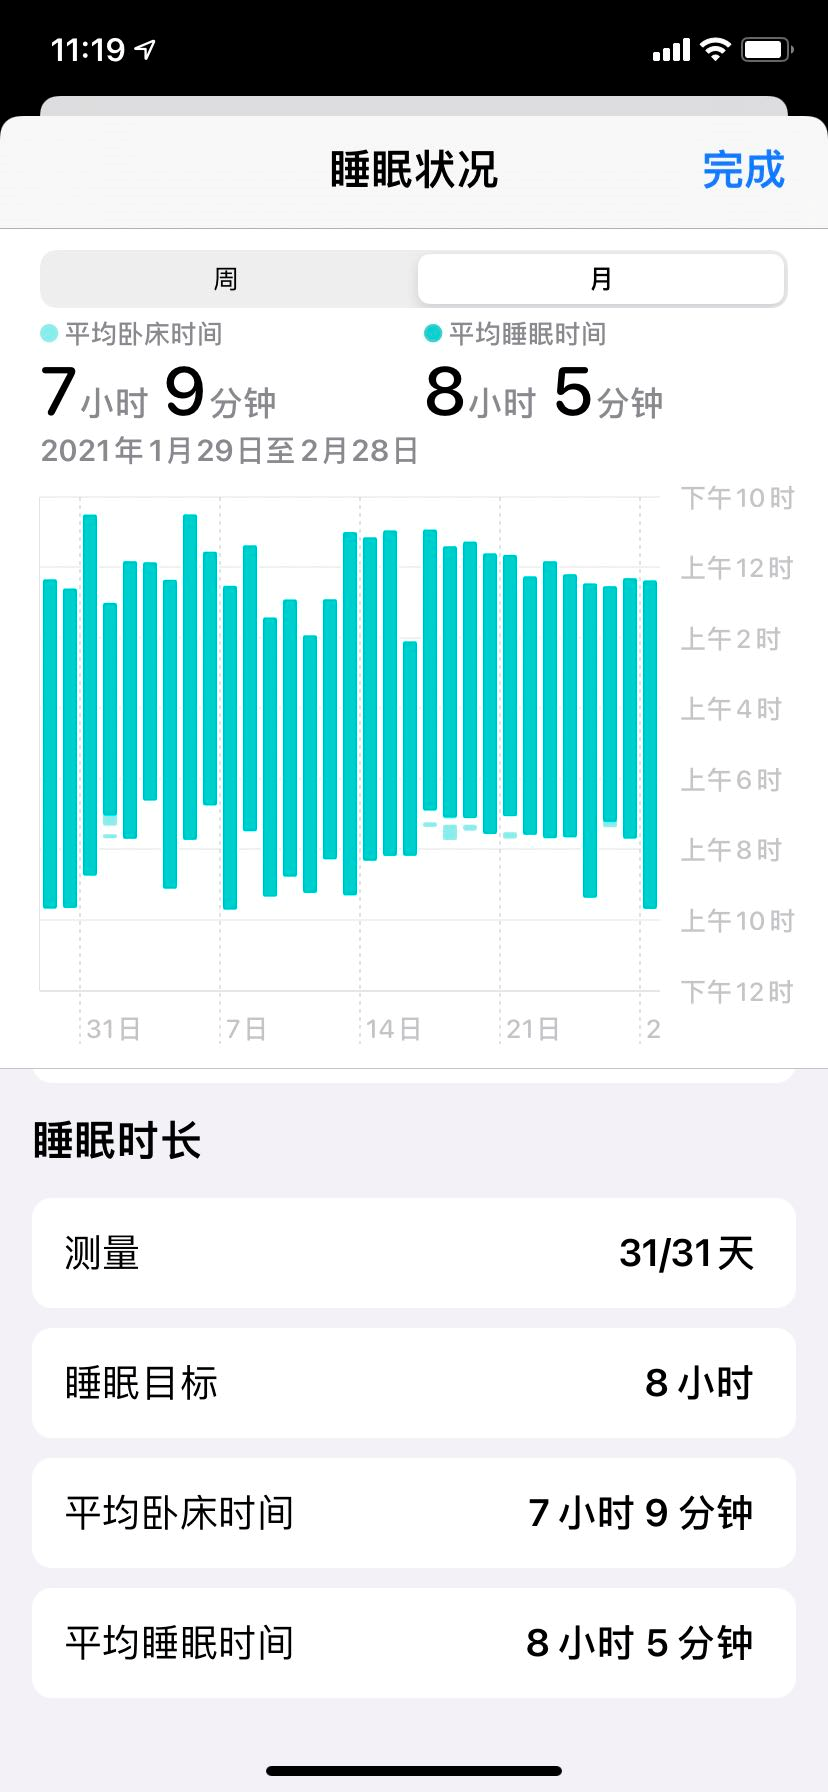 11:19
睡眠状况
完成
周
月
平均卧床时间
平均睡眠时间
7小时 9分钟
8小时 5分钟
2021年1月29日至2月28日
下午10时
上午12时
上午2时
上午4时
上午6时
上午8时
上午10时
下午12时
31日
7日
14日
21日
2
睡眠时长
测量
31/31天
睡眠目标
8 小时
平均卧床时间
7 小时 9 分钟
平均睡眠时间
8 小时 5 分钟